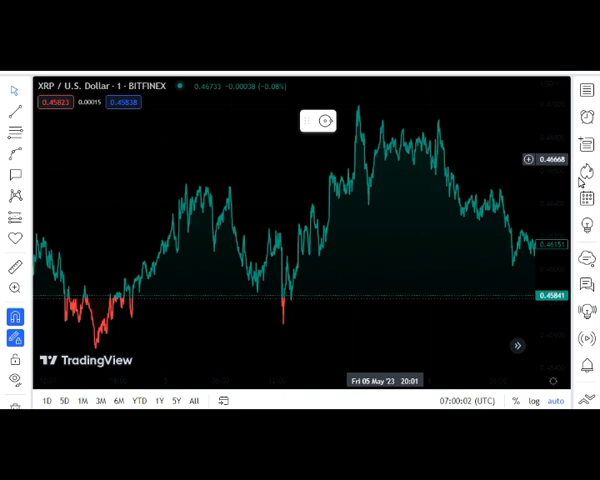 XRP / U.S. Dollar · 1 · BITFINEX 0.46733 −0.00038 (−0.08%)
0.45823 0.00015 0.45838
0.46668
0.46151
0.45841
TradingView
Fri 05 May '23 20:01
1D 5D 1M 3M 6M YTD 1Y 5Y All 07:00:02 (UTC) % log auto